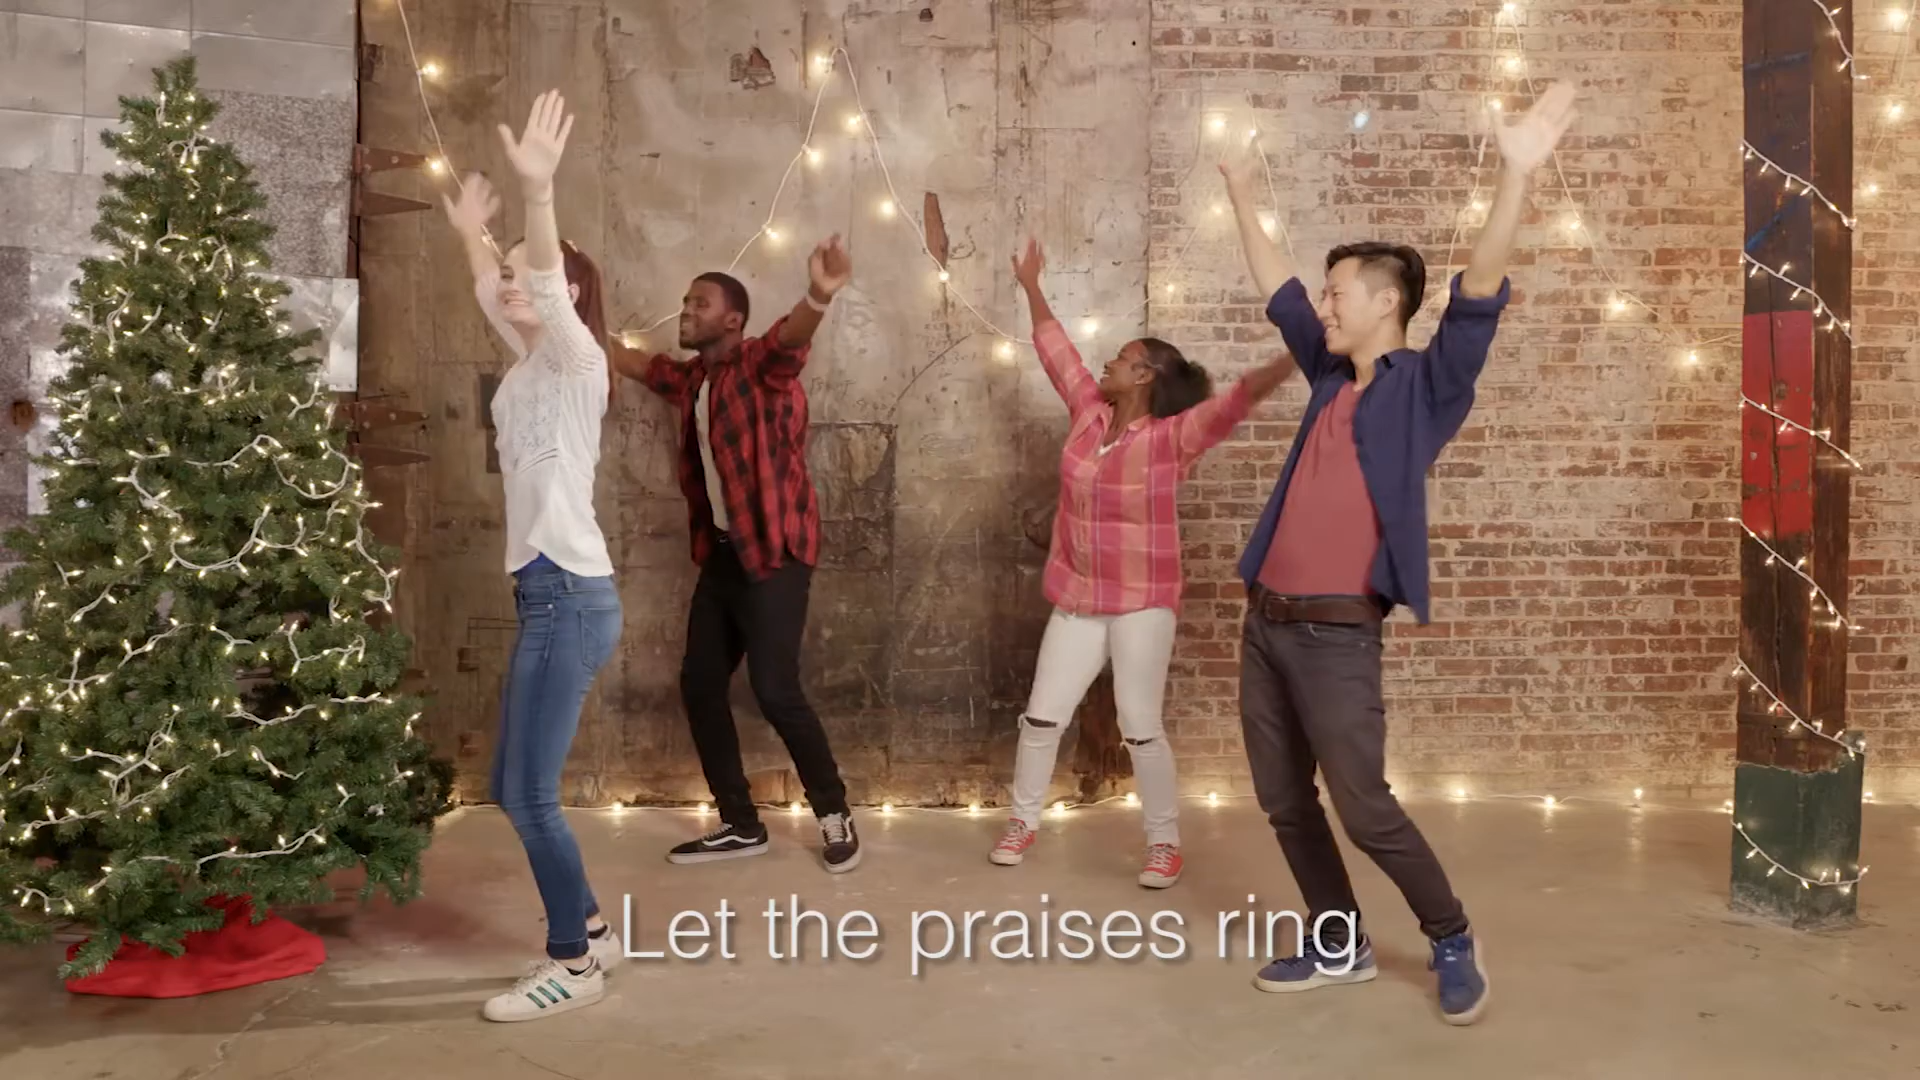 Let the praises ring